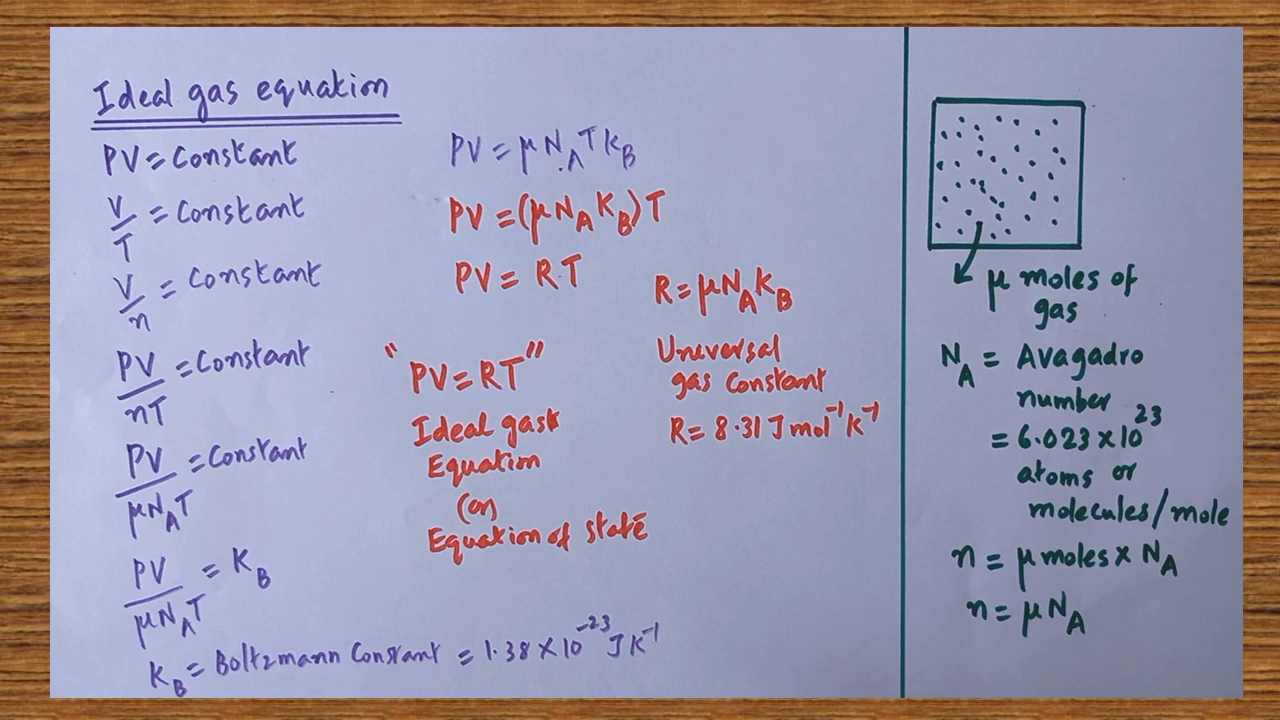 Ideal gas equation
PV = Constant
V/T = Constant
V/n = Constant
PV/nT = Constant
PV/μN_AT = Constant
PV/μN_AT = K_B
K_B = Boltzmann Constant = 1.38 × 10⁻²³ JK⁻¹
PV = μN_ATK_B
PV = (μN_AK_B)T
PV = R.T
"PV = RT"
Ideal gas
Equation
(or)
Equation of state
R = μN_AK_B
Universal
gas Constant
R = 8.31 J mol⁻¹ K⁻¹
μ moles of
gas
N_A = Avagadro
number
= 6.023 × 10²³
atoms or
molecules/mole
n = μ moles × N_A
n = μN_A